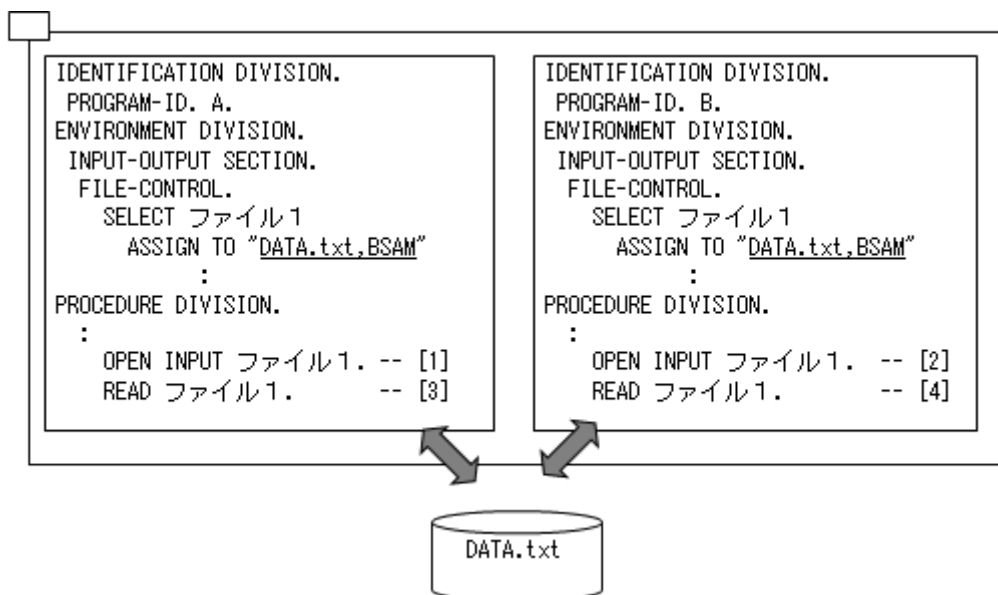 IDENTIFICATION DIVISION.
PROGRAM-ID. A.
ENVIRONMENT DIVISION.
INPUT-OUTPUT SECTION.
FILE-CONTROL.
SELECT ファイル１
ASSIGN TO "DATA.txt,BSAM"
:
PROCEDURE DIVISION.
:
OPEN INPUT ファイル１. -- [1]
READ ファイル１. -- [3]
IDENTIFICATION DIVISION.
PROGRAM-ID. B.
ENVIRONMENT DIVISION.
INPUT-OUTPUT SECTION.
FILE-CONTROL.
SELECT ファイル１
ASSIGN TO "DATA.txt,BSAM"
:
PROCEDURE DIVISION.
:
OPEN INPUT ファイル１. -- [2]
READ ファイル１. -- [4]
DATA.txt